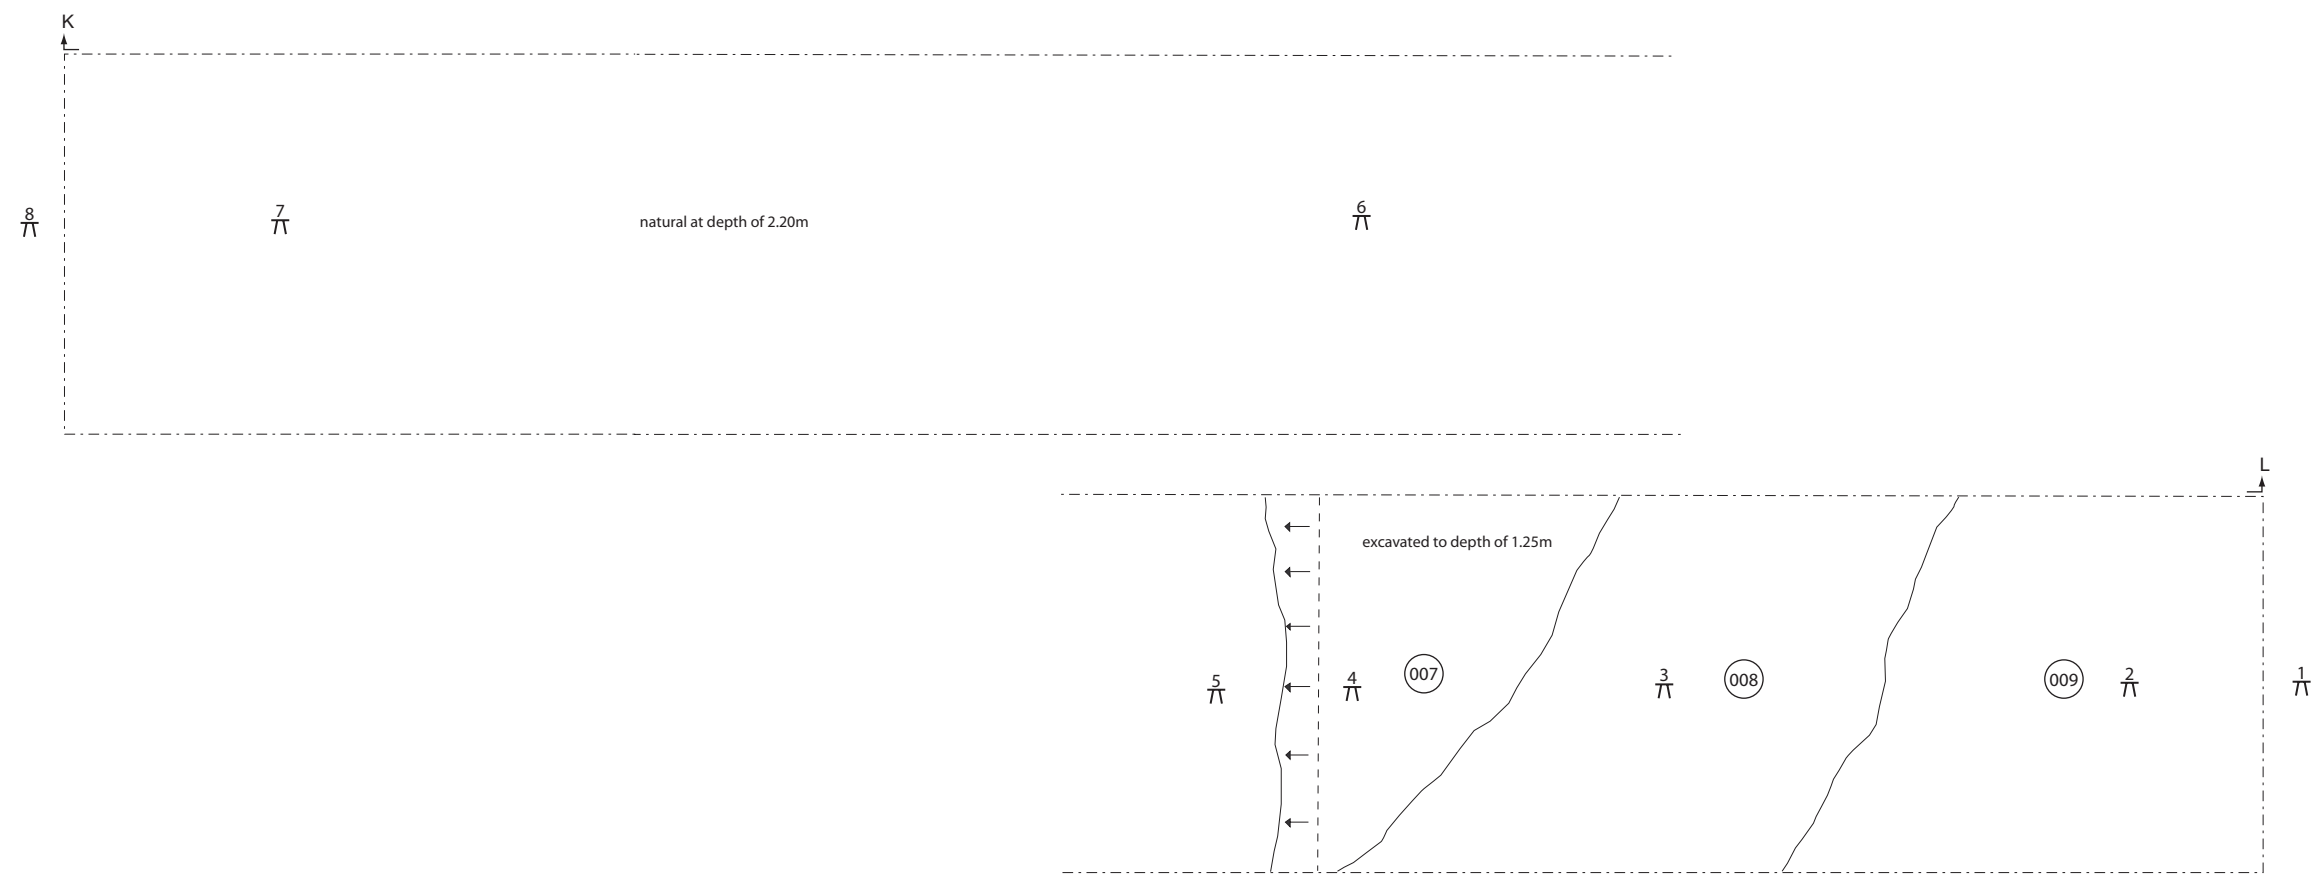 K
8
7
natural at depth of 2.20m
6
L
excavated to depth of 1.25m
5
4
007
3
008
009
2
1